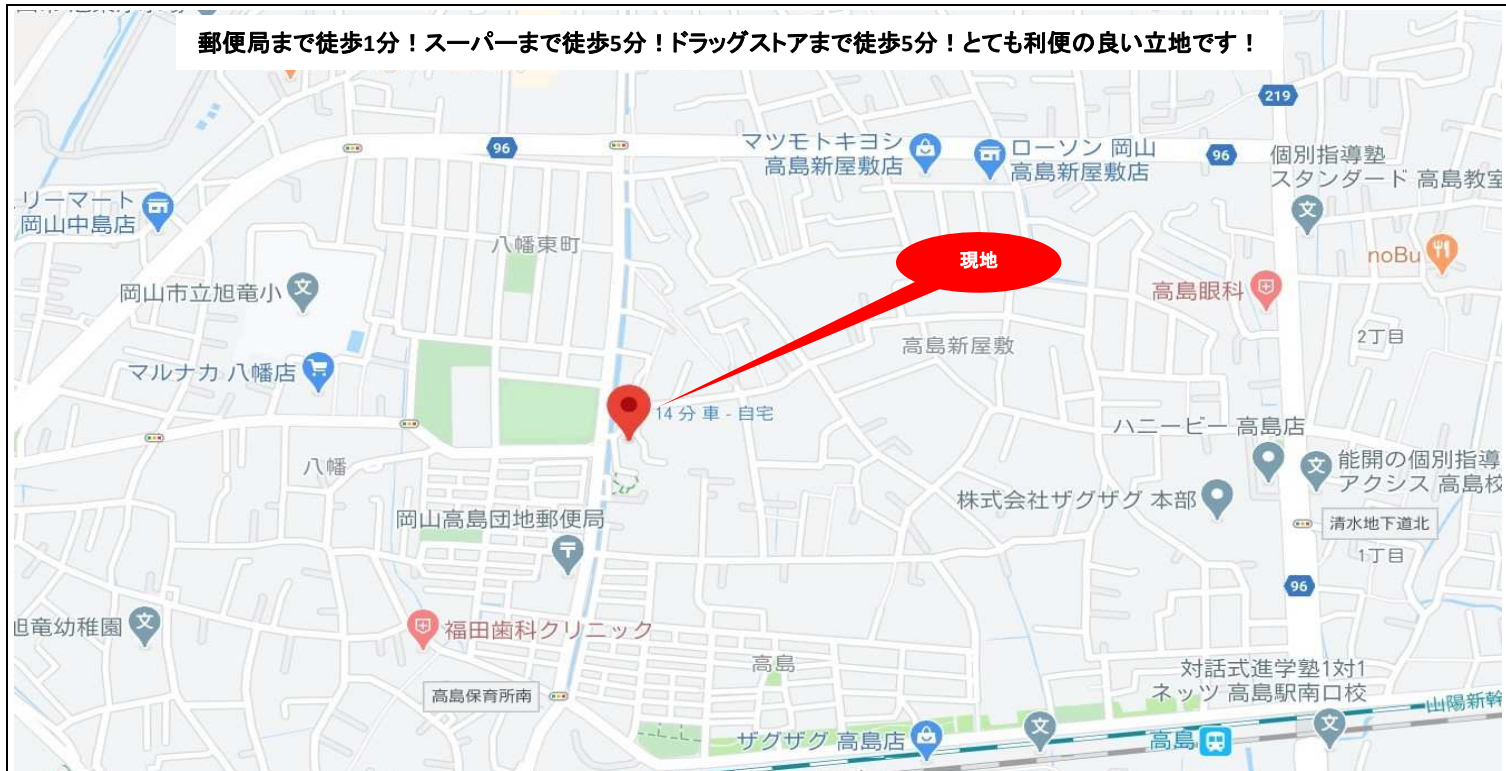 郵便局まで徒歩1分！スーパーまで徒歩5分！ドラッグストアまで徒歩5分！とても利便の良い立地です！
219
96
マツモトキヨシ
高島新屋敷店
ローソン 岡山
高島新屋敷店
96
個別指導塾
スタンダード 高島教室
リーマート
岡山中島店
八幡東町
現地
noBu
岡山市立旭竜小
高島眼科
2丁目
高島新屋敷
マルナカ 八幡店
14 分 車 - 自宅
ハニービー 高島店
八幡
能開の個別指導
アクシス 高島校
株式会社ザグザグ 本部
岡山高島団地郵便局
清水地下道北
1丁目
96
旭竜幼稚園
福田歯科クリニック
高島
対話式進学塾1対1
ネッツ 高島駅南口校
高島保育所南
山陽新幹
ザグザグ 高島店
高島